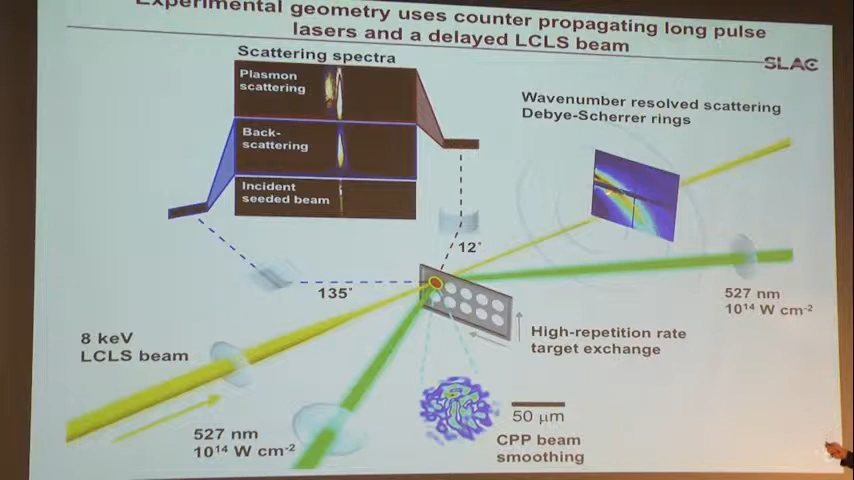 Experimental geometry uses counter propagating long pulse
lasers and a delayed LCLS beam
SLAC
Scattering spectra
Plasmon
scattering
Back-
scattering
Incident
seeded beam
Wavenumber resolved scattering
Debye-Scherrer rings
12°
135°
527 nm
10¹⁴ W cm⁻²
8 keV
LCLS beam
High-repetition rate
target exchange
50 μm
527 nm
10¹⁴ W cm⁻²
CPP beam
smoothing